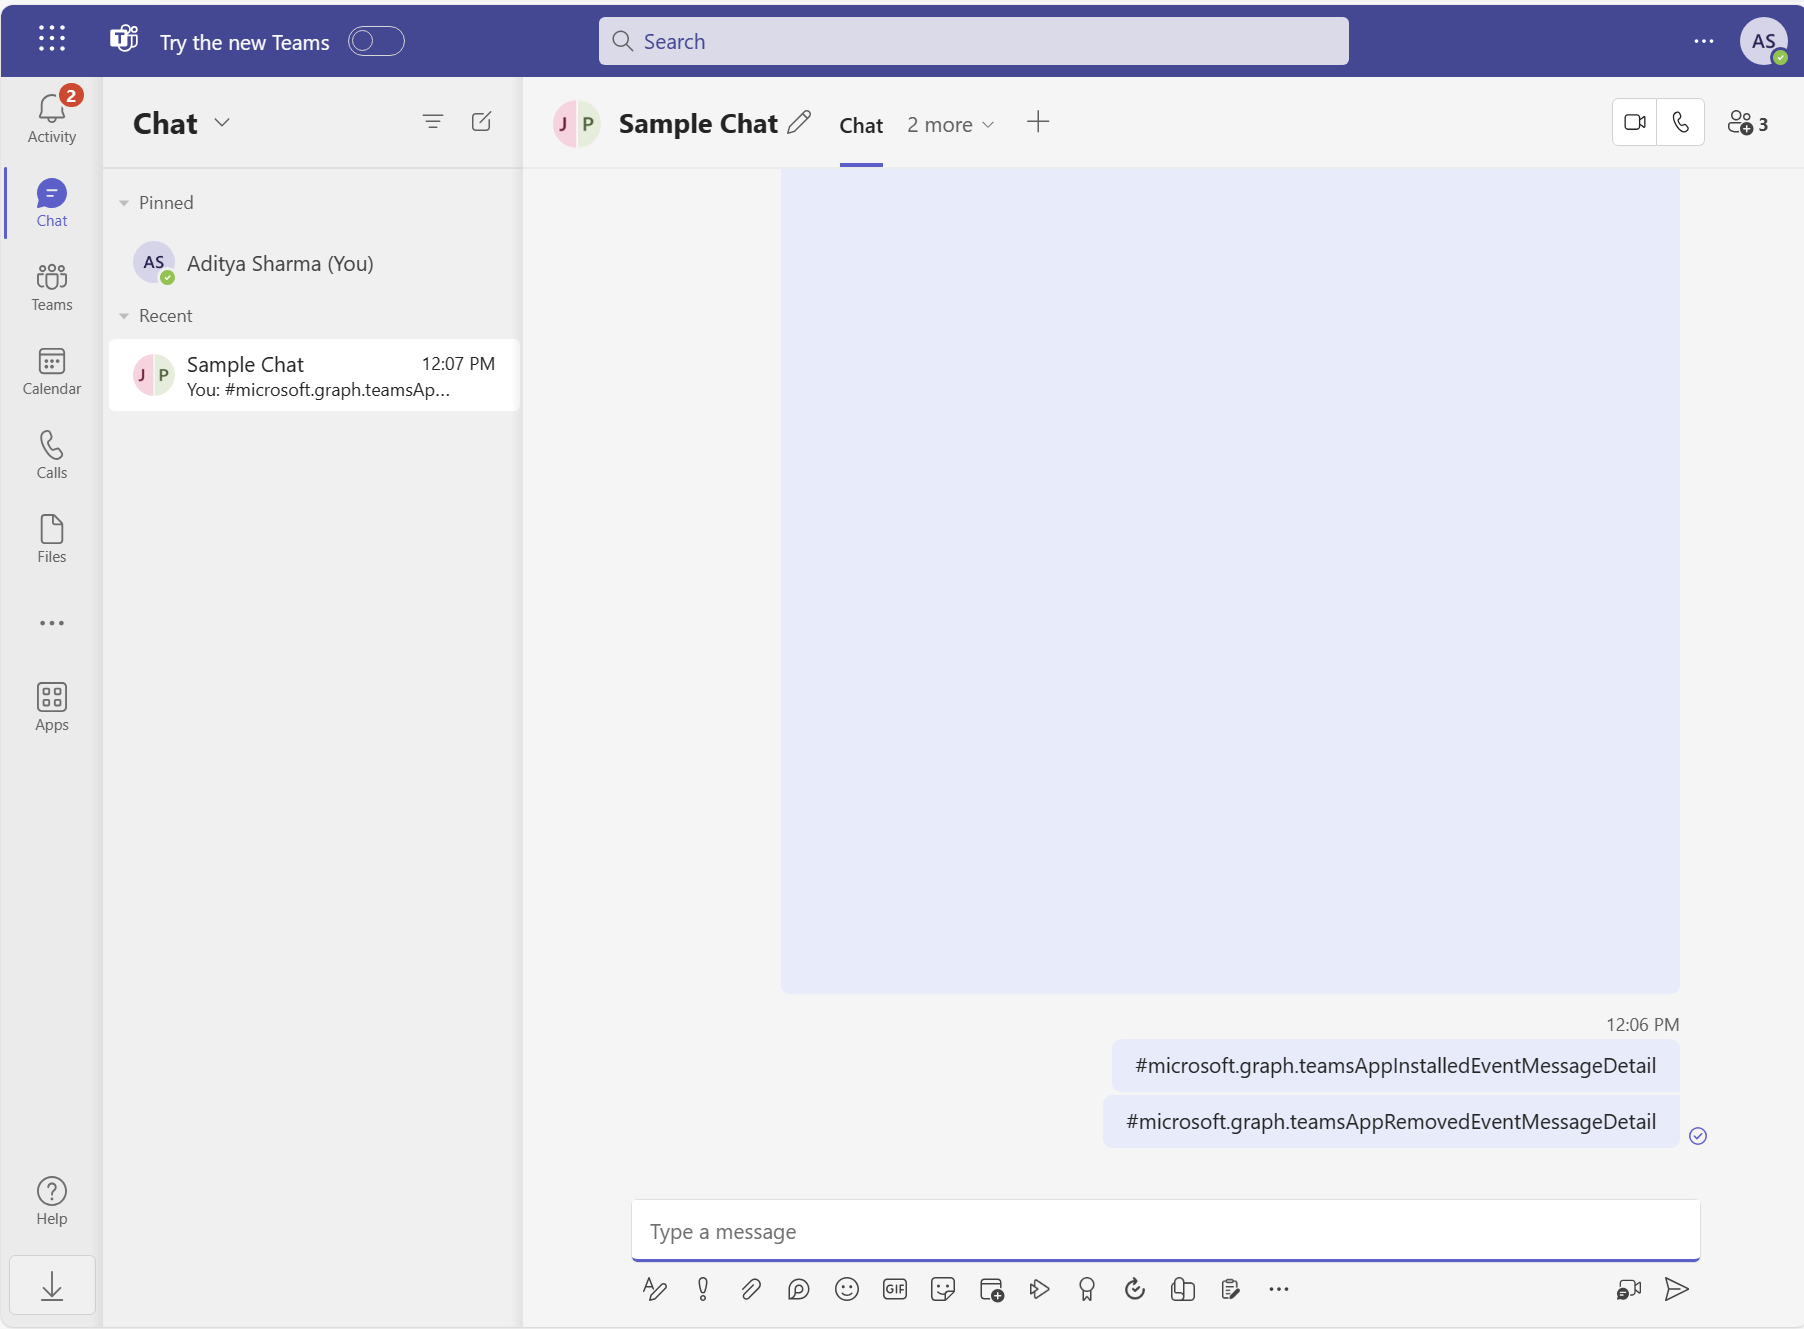 Try the new Teams
Search
AS
2
Activity
Chat
Teams
Calendar
Calls
Files
Apps
Help
Chat
Pinned
AS
Aditya Sharma (You)
Recent
J P
Sample Chat
12:07 PM
You: #microsoft.graph.teamsAp...
J P
Sample Chat
Chat
2 more
3
12:06 PM
#microsoft.graph.teamsAppInstalledEventMessageDetail
#microsoft.graph.teamsAppRemovedEventMessageDetail
Type a message
GIF